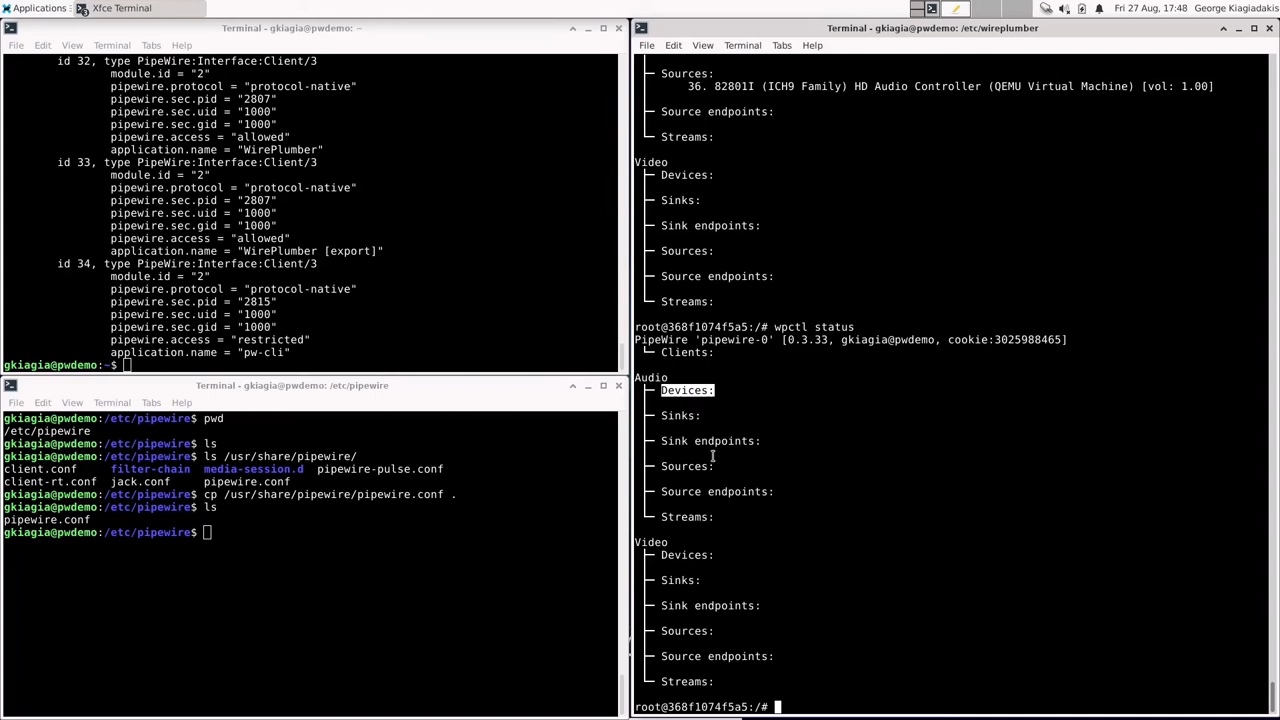 Applications
Xfce Terminal
Fri 27 Aug, 17:48
George Kiagiadakis
Terminal - gkiagia@pwdemo: ~
File Edit View Terminal Tabs Help
id 32, type PipeWire:Interface:Client/3
module.id = "2"
pipewire.protocol = "protocol-native"
pipewire.sec.pid = "2807"
pipewire.sec.uid = "1000"
pipewire.sec.gid = "1000"
pipewire.access = "allowed"
application.name = "WirePlumber"
id 33, type PipeWire:Interface:Client/3
module.id = "2"
pipewire.protocol = "protocol-native"
pipewire.sec.pid = "2807"
pipewire.sec.uid = "1000"
pipewire.sec.gid = "1000"
pipewire.access = "allowed"
application.name = "WirePlumber [export]"
id 34, type PipeWire:Interface:Client/3
module.id = "2"
pipewire.protocol = "protocol-native"
pipewire.sec.pid = "2815"
pipewire.sec.uid = "1000"
pipewire.sec.gid = "1000"
pipewire.access = "restricted"
application.name = "pw-cli"
gkiagia@pwdemo:~$
Terminal - gkiagia@pwdemo: /etc/pipewire
File Edit View Terminal Tabs Help
gkiagia@pwdemo:/etc/pipewire$ pwd
/etc/pipewire
gkiagia@pwdemo:/etc/pipewire$ ls
gkiagia@pwdemo:/etc/pipewire$ ls /usr/share/pipewire/
client.conf filter-chain media-session.d pipewire-pulse.conf
client-rt.conf jack.conf pipewire.conf
gkiagia@pwdemo:/etc/pipewire$ cp /usr/share/pipewire/pipewire.conf .
gkiagia@pwdemo:/etc/pipewire$ ls
pipewire.conf
gkiagia@pwdemo:/etc/pipewire$
Terminal - gkiagia@pwdemo: /etc/wireplumber
File Edit View Terminal Tabs Help
Sources:
36. 82801I (ICH9 Family) HD Audio Controller (QEMU Virtual Machine) [vol: 1.00]
Source endpoints:
Streams:
Video
Devices:
Sinks:
Sink endpoints:
Sources:
Source endpoints:
Streams:
root@368f1074f5a5:/# wpctl status
PipeWire 'pipewire-0' [0.3.33, gkiagia@pwdemo, cookie:3025988465]
Clients:
Audio
Devices:
Sinks:
Sink endpoints:
Sources:
Source endpoints:
Streams:
Video
Devices:
Sinks:
Sink endpoints:
Sources:
Source endpoints:
Streams:
root@368f1074f5a5:/#